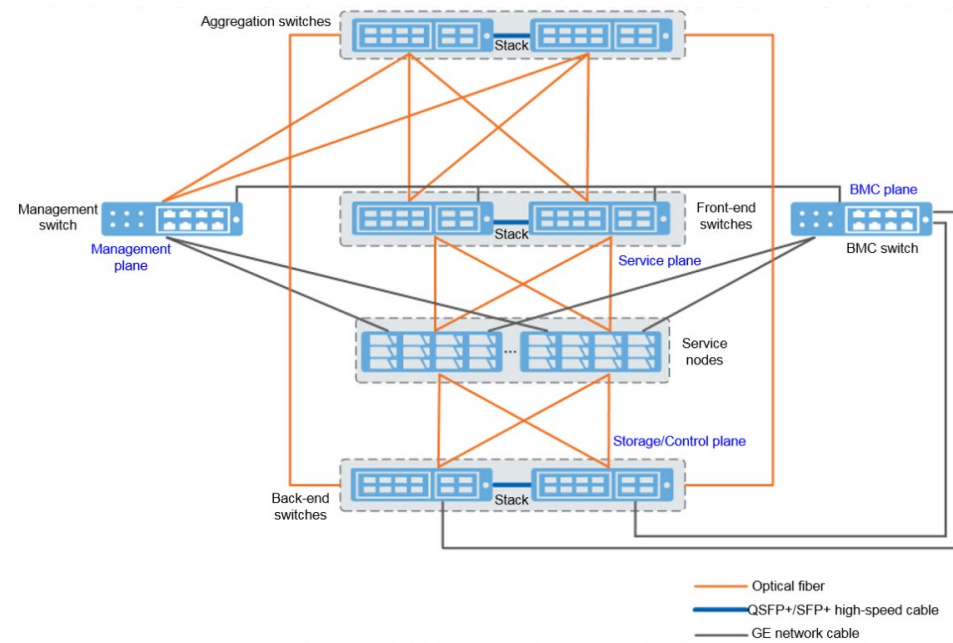 Aggregation switches
Stack
Management
switch
Management
plane
Stack
Front-end
switches
BMC plane
BMC switch
Service plane
...
Service
nodes
Storage/Control plane
Back-end
switches
Stack
Optical fiber
QSFP+/SFP+ high-speed cable
GE network cable